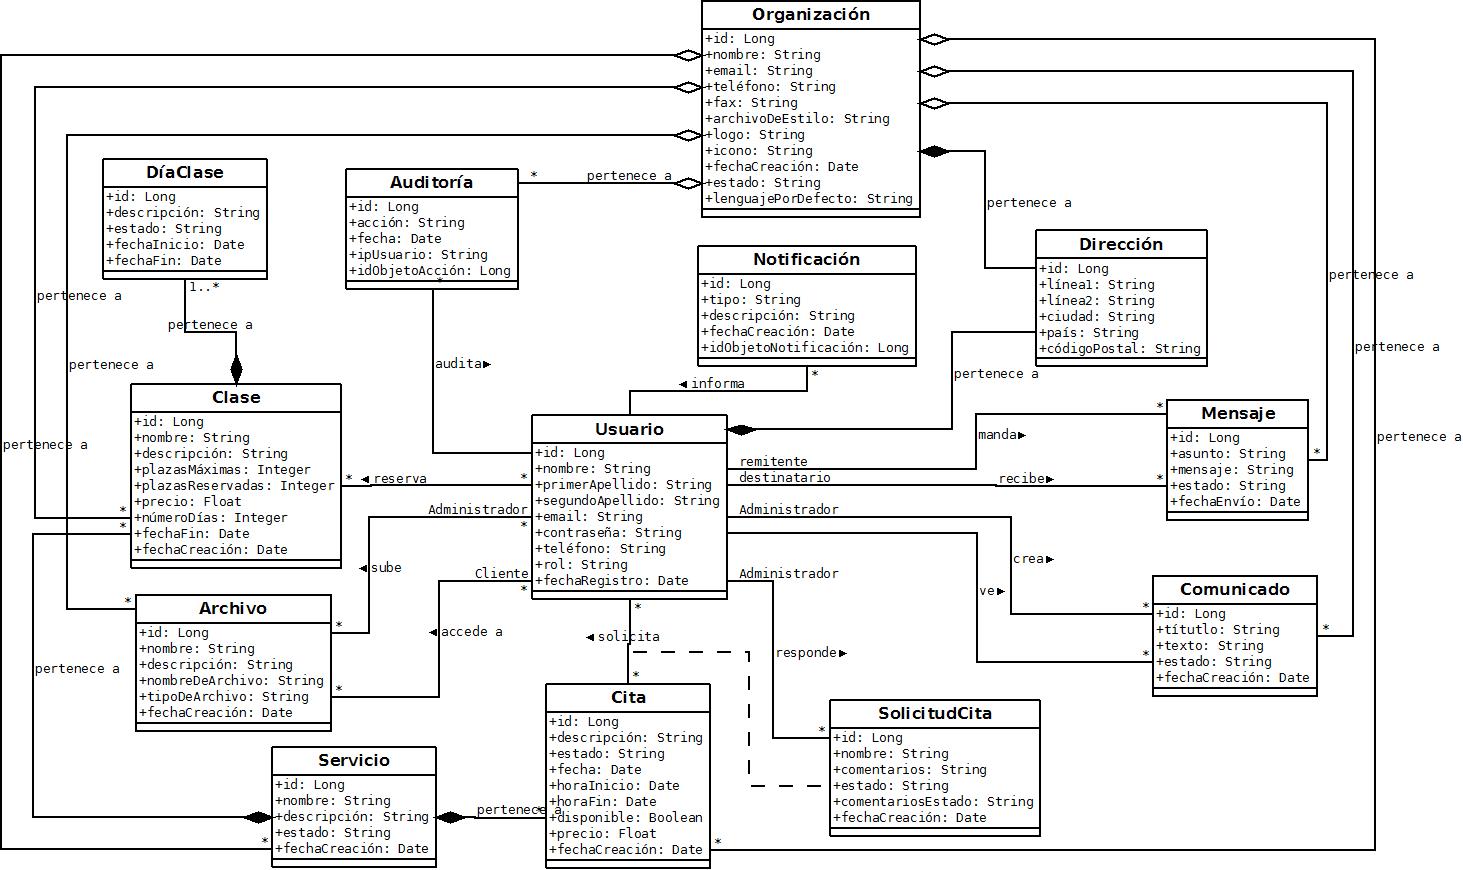 Organización
+id: Long
+nombre: String
+email: String
+teléfono: String
+fax: String
+archivoDeEstilo: String
+logo: String
+icono: String
+fechaCreación: Date
+estado: String
+lenguajePorDefecto: String
DíaClase
+id: Long
+descripción: String
+estado: String
+fechaInicio: Date
+fechaFin: Date
1..*
pertenece a
Auditoría
+id: Long
+acción: String
+fecha: Date
+ipUsuario: String
+idObjetoAcción: Long
*
* pertenece a
audita►
Notificación
+id: Long
+tipo: String
+descripción: String
+fechaCreación: Date
+idObjetoNotificación: Long
*
◄ informa
pertenece a
Dirección
+id: Long
+línea1: String
+línea2: String
+ciudad: String
+país: String
+códigoPostal: String
pertenece a
pertenece a
pertenece a
pertenece a
pertenece a
pertenece a
pertenece a
Clase
+id: Long
+nombre: String
+descripción: String
+plazasMáximas: Integer
+plazasReservadas: Integer
+precio: Float
+númeroDías: Integer
+fechaFin: Date
+fechaCreación: Date
*
*
* ◄ reserva *
Usuario
+id: Long
+nombre: String
+primerApellido: String
+segundoApellido: String
+email: String
+contraseña: String
+teléfono: String
+rol: String
+fechaRegistro: Date
Administrador
*
◄ sube
*
Cliente
*
◄ accede a
*
remitente
manda►
*
destinatario
recibe►
*
Administrador
crea►
*
ve►
*
Administrador
responde►
*
Mensaje
+id: Long
+asunto: String
+mensaje: String
+estado: String
+fechaEnvío: Date
*
Comunicado
+id: Long
+títutlo: String
+texto: String
+estado: String
+fechaCreación: Date
*
Archivo
+id: Long
+nombre: String
+descripción: String
+nombreDeArchivo: String
+tipoDeArchivo: String
+fechaCreación: Date
*
pertenece a
*
◄ solicita
*
Cita
+id: Long
+descripción: String
+estado: String
+fecha: Date
+horaInicio: Date
+horaFin: Date
+disponible: Boolean
+precio: Float
+fechaCreación: Date
*
SolicitudCita
+id: Long
+nombre: String
+comentarios: String
+estado: String
+comentariosEstado: String
+fechaCreación: Date
Servicio
+id: Long
+nombre: String
+descripción: String
+estado: String
+fechaCreación: Date
*
pertenece a
*